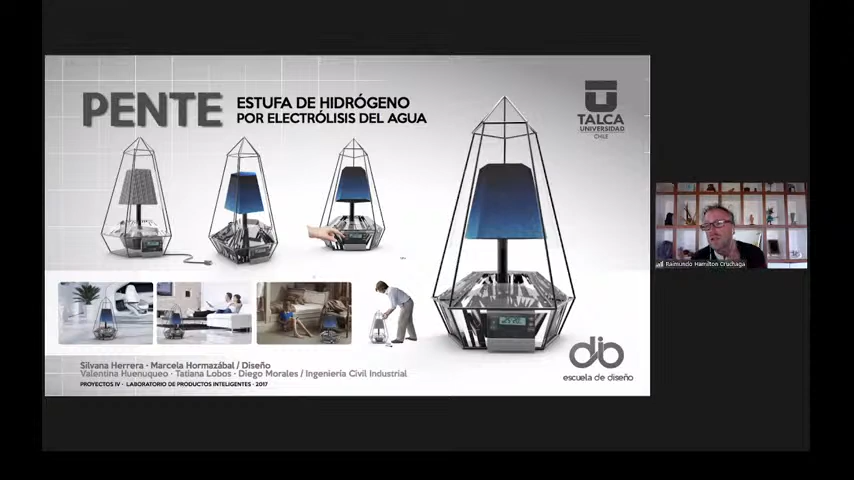 PENTE
ESTUFA DE HIDRÓGENO
POR ELECTRÓLISIS DEL AGUA
TALCA
UNIVERSIDAD
CHILE
Raimundo Hamilton Cruchaga
Silvana Herrera · Marcela Hormazábal / Diseño
Valentina Huenuqueo · Tatiana Lobos · Diego Morales / Ingeniería Civil Industrial
PROYECTOS IV · LABORATORIO DE PRODUCTOS INTELIGENTES · 2017
escuela de diseño